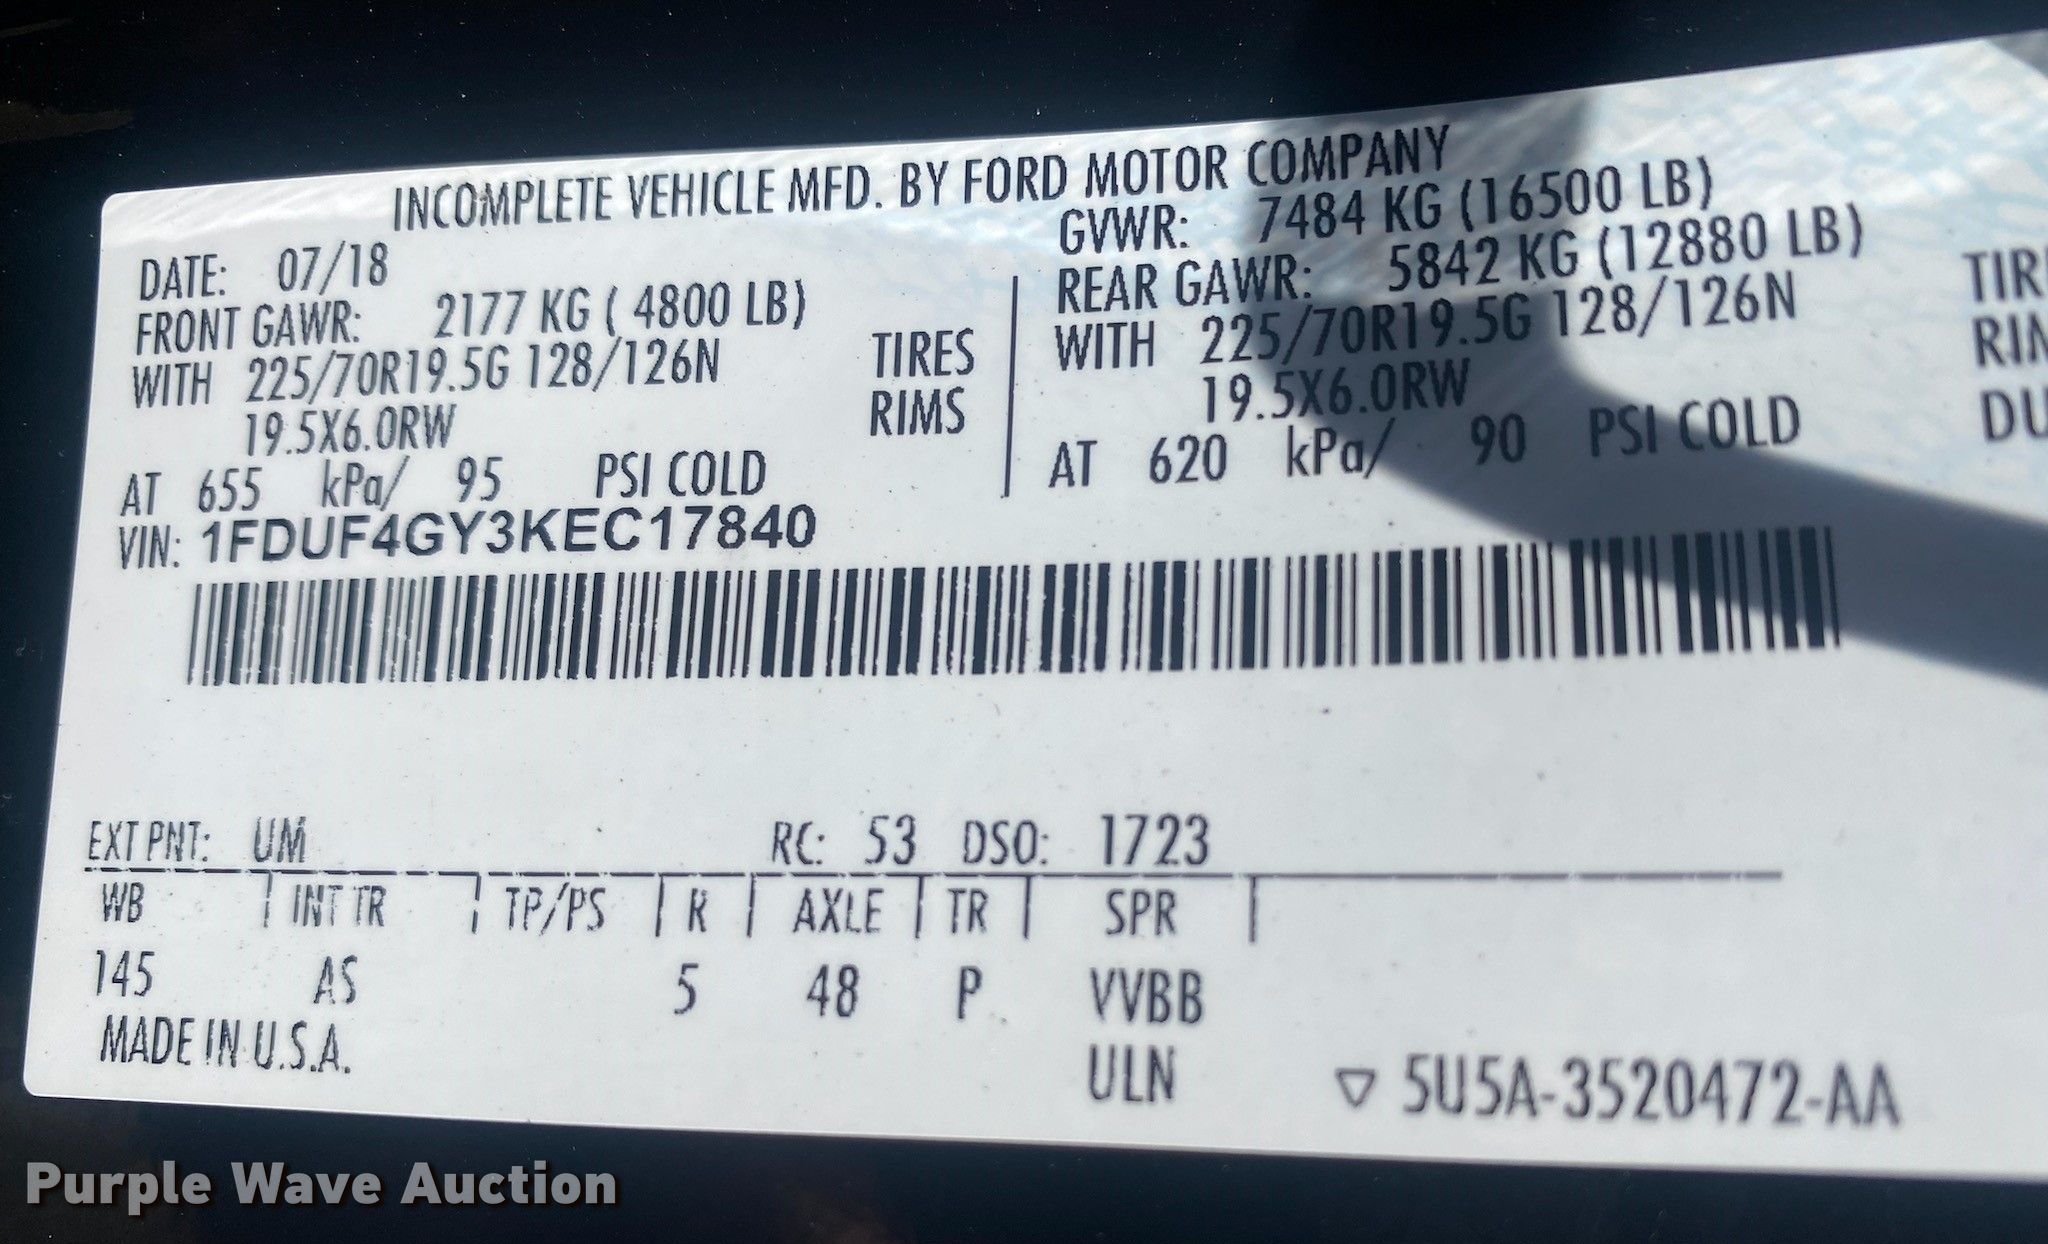 INCOMPLETE VEHICLE MFD. BY FORD MOTOR COMPANY
DATE: 07/18 GVWR: 7484 KG (16500 LB)
FRONT GAWR: 2177 KG ( 4800 LB) REAR GAWR: 5842 KG (12880 LB)
WITH 225/70R19.5G 128/126N TIRES WITH 225/70R19.5G 128/126N
19.5X6.0RW RIMS 19.5X6.0RW
AT 655 kPa/ 95 PSI COLD AT 620 kPa/ 90 PSI COLD
VIN: 1FDUF4GY3KEC17840
EXT PNT: UM RC: 53 DSO: 1723
WB INT TR TP/PS R AXLE TR SPR
145 AS 5 48 P VVBB
MADE IN U.S.A. ULN ▽ 5U5A-3520472-AA
Purple Wave Auction